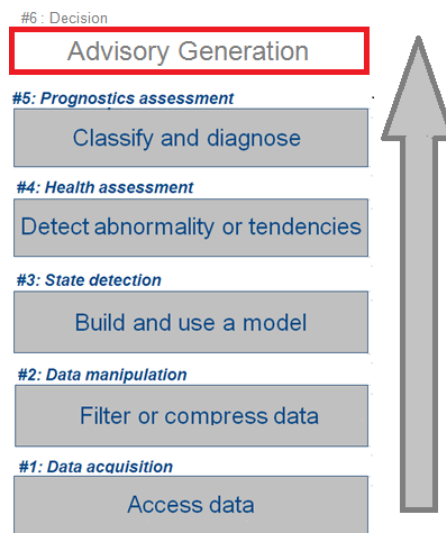 #6 : Decision
Advisory Generation
#5: Prognostics assessment
Classify and diagnose
#4: Health assessment
Detect abnormality or tendencies
#3: State detection
Build and use a model
#2: Data manipulation
Filter or compress data
#1: Data acquisition
Access data